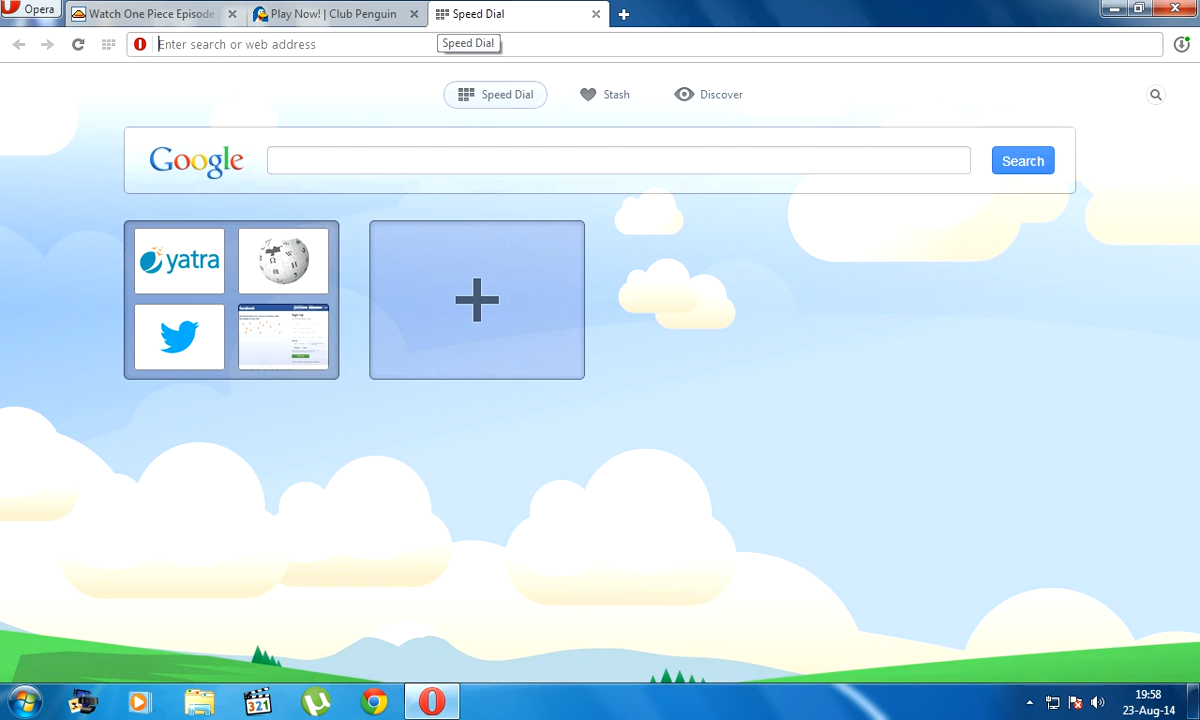 Opera
Watch One Piece Episode
Play Now! | Club Penguin
Speed Dial
Enter search or web address
Speed Dial
Speed Dial
Stash
Discover
Google
Search
yatra
321
19:58
23-Aug-14